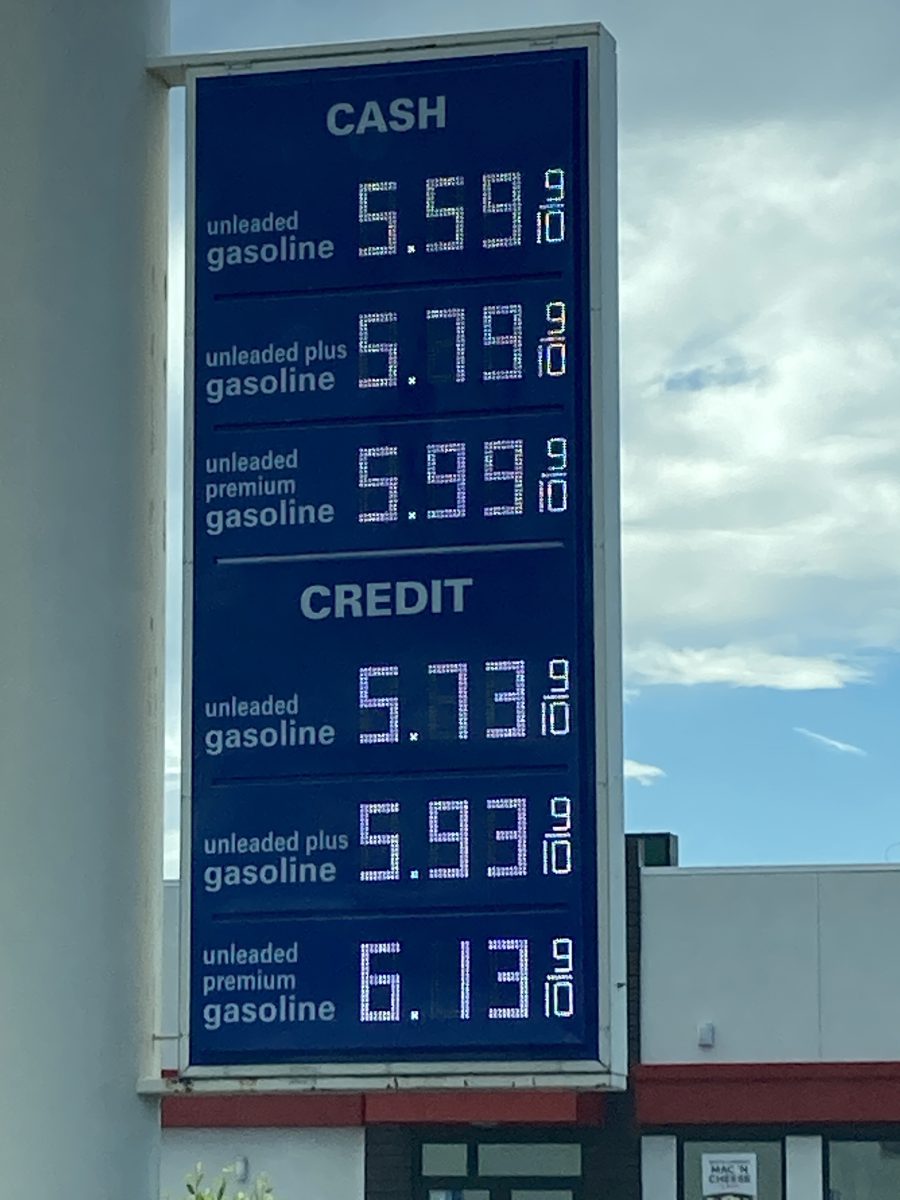 CASH
unleaded
gasoline 5.59 9/10
unleaded plus
gasoline 5.79 9/10
unleaded
premium
gasoline 5.99 9/10
CREDIT
unleaded
gasoline 5.73 9/10
unleaded plus
gasoline 5.93 9/10
unleaded
premium
gasoline 6.13 9/10
MAC 'N
CHEESE